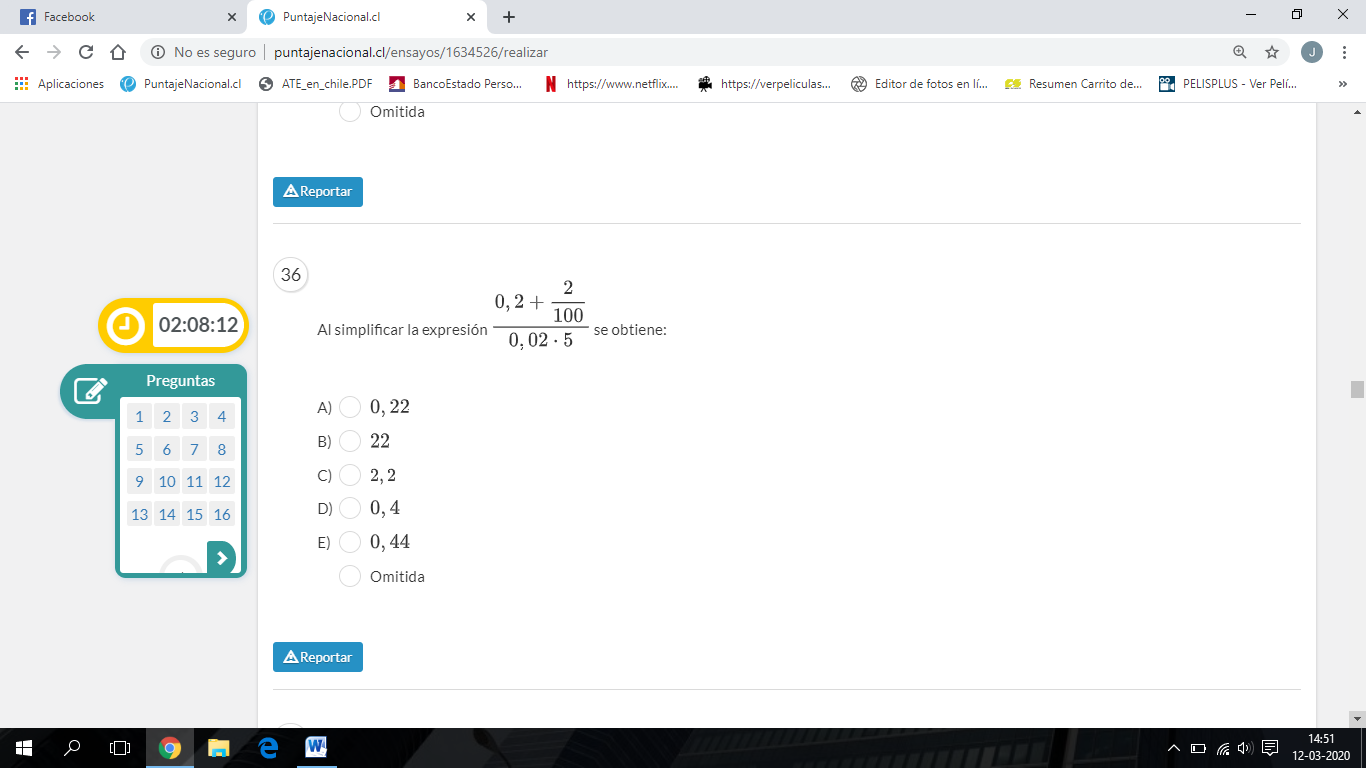 Facebook
PuntajeNacional.cl
No es seguro | puntajenacional.cl/ensayos/1634526/realizar
J
Aplicaciones PuntajeNacional.cl ATE_en_chile.PDF BancoEstado Perso... https://www.netflix.... https://verpeliculas... Editor de fotos en lí... Resumen Carrito de... PELISPLUS - Ver Pelí... »
Omitida
Reportar
36
Al simplificar la expresión \frac{0,2+\frac{2}{100}}{0,02 \cdot 5} se obtiene:
A) 0,22
B) 22
C) 2,2
D) 0,4
E) 0,44
Omitida
Reportar
02:08:12
Preguntas
1 2 3 4
5 6 7 8
9 10 11 12
13 14 15 16
14:51
12-03-2020